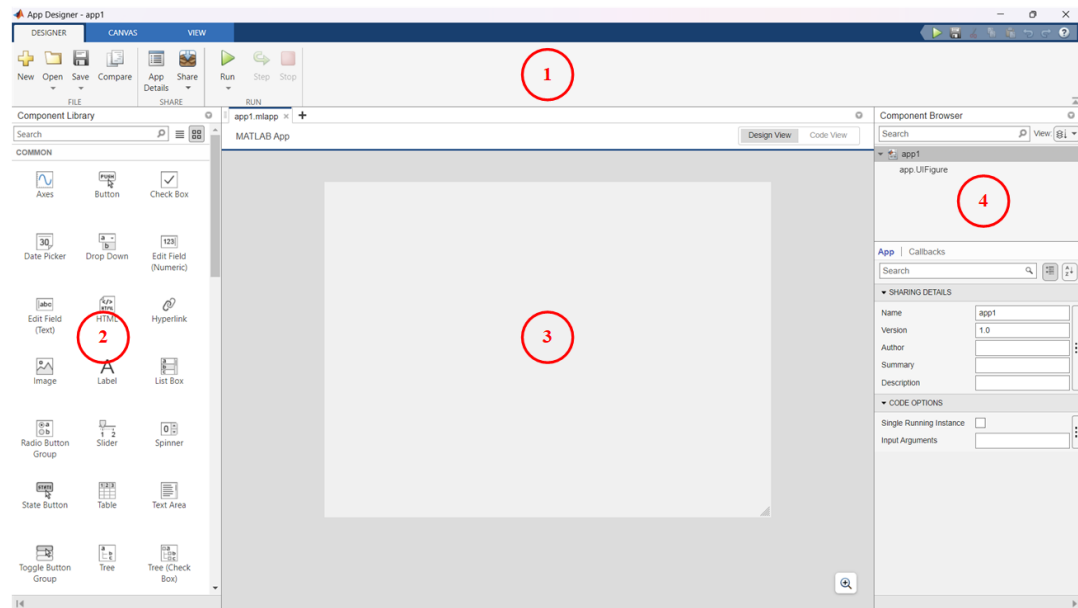 App Designer - app1
DESIGNER CANVAS VIEW
New Open Save Compare App Details Share Run Step Stop
FILE SHARE RUN
1
Component Library
Search
COMMON
Axes Button Check Box
Date Picker Drop Down Edit Field (Numeric)
Edit Field (Text) HTML Hyperlink
2
Image Label List Box
Radio Button Group Slider Spinner
State Button Table Text Area
Toggle Button Group Tree Tree (Check Box)
app1.mlapp
MATLAB App Design View Code View
3
Component Browser
Search View:
app1
app.UIFigure
4
App | Callbacks
Search
SHARING DETAILS
Name app1
Version 1.0
Author
Summary
Description
CODE OPTIONS
Single Running Instance
Input Arguments